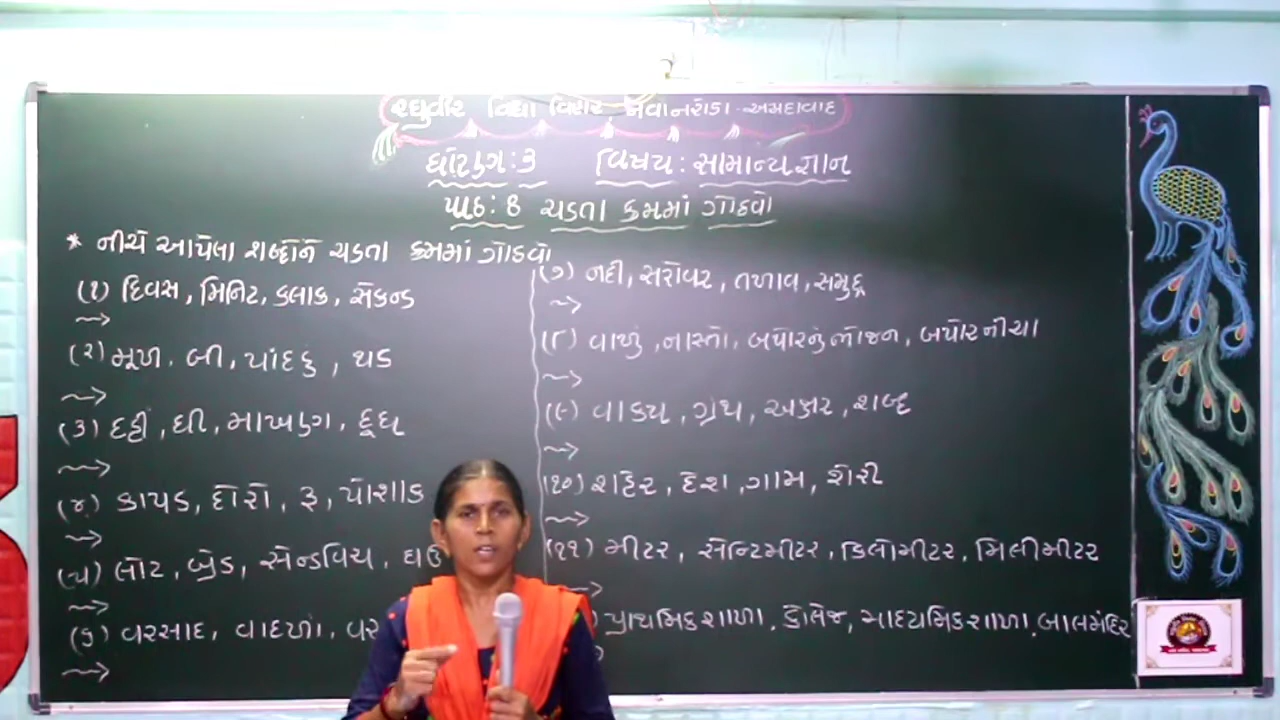 રઘુવીર વિદ્યા વિહાર નવાનરોડા-અમદાવાદ
ધોરણ : ૩ વિષય : સામાન્ય જ્ઞાન
પાઠ : 8 ચડતા ક્રમમાં ગોઠવો
* નીચે આપેલા શબ્દોને ચડતા ક્રમમાં ગોઠવો
(૧) દિવસ, મિનિટ, કલાક, સેકન્ડ
(૨) મૂળ, બી, પાંદડું, થડ
(૩) દહીં, ઘી, માખણ, દૂધ
(૪) કાપડ, દોરો, રૂ, પોશાક
(૫) લોટ, બ્રેડ, સેન્ડવિચ, ઘઉં
(૬) વરસાદ, વાદળાં, વર
(૭) નદી, સરોવર, તળાવ, સમુદ્ર
(૮) વાળું, નાસ્તો, બપોરનું ભોજન, બપોરની ચા
(૯) વાક્ય, ગ્રંથ, અક્ષર, શબ્દ
(૧૦) શહેર, દેશ, ગામ, શેરી
(૧૧) મીટર, સેન્ટિમીટર, કિલોમીટર, મિલીમીટર
) પ્રાથમિક શાળા, કોલેજ, માધ્યમિક શાળા, બાલમંદિર